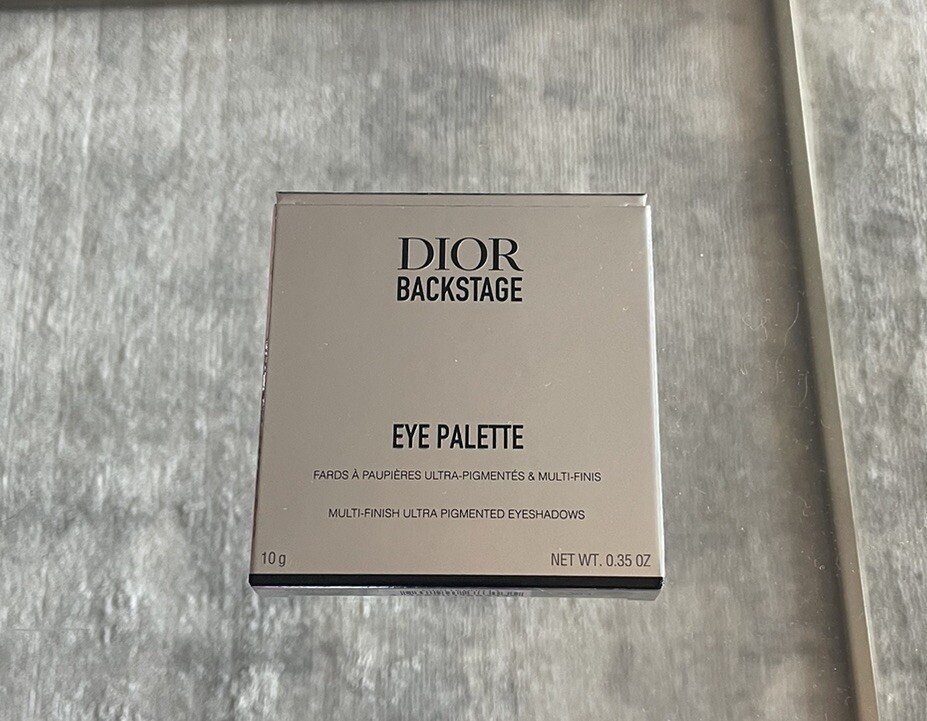 DIOR
BACKSTAGE
EYE PALETTE
FARDS À PAUPIÈRES ULTRA-PIGMENTÉS & MULTI-FINIS
MULTI-FINISH ULTRA PIGMENTED EYESHADOWS
10 g NET WT. 0.35 OZ